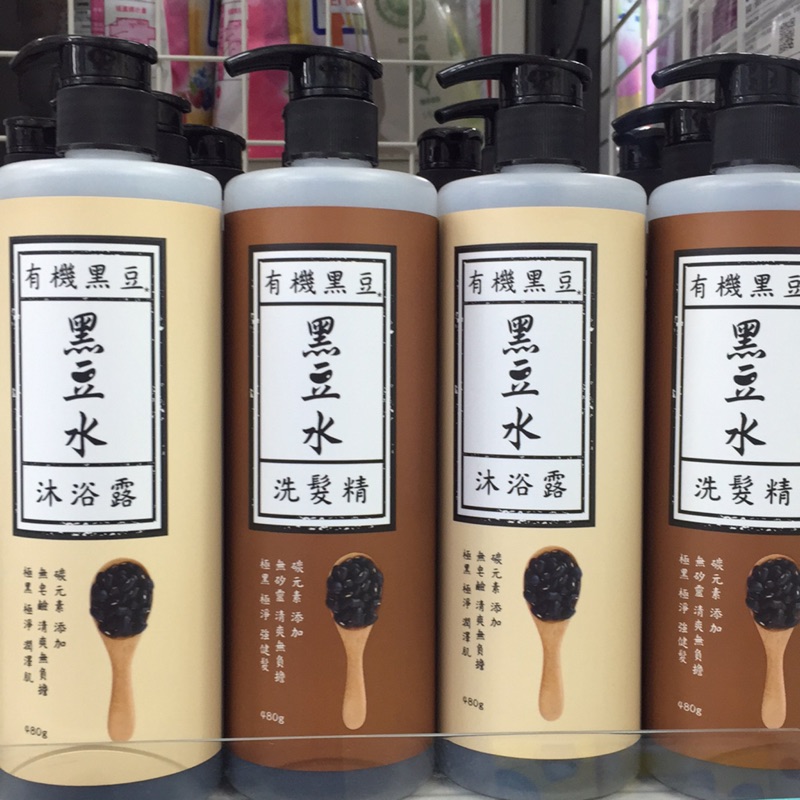 有機黑豆
黑豆水
沐浴露
碳元素 添加
無皂鹼 清爽無負擔
極黑 極淨 潤澤肌
480g
有機黑豆
黑豆水
洗髮精
碳元素 添加
無矽靈 清爽無負擔
極黑 極淨 強健髮
480g
有機黑豆
黑豆水
沐浴露
碳元素 添加
無皂鹼 清爽無負擔
極黑 極淨 潤澤肌
480g
有機黑豆
黑豆水
洗髮精
碳元素 添加
無矽靈 清爽無負擔
極黑 極淨 強健髮
480g